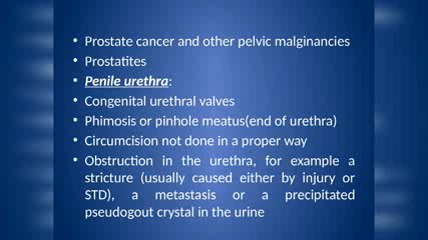 • Prostate cancer and other pelvic malginancies
• Prostatites
• Penile urethra:
• Congenital urethral valves
• Phimosis or pinhole meatus(end of urethra)
• Circumcision not done in a proper way
• Obstruction in the urethra, for example a
stricture (usually caused either by injury or
STD), a metastasis or a precipitated
pseudogout crystal in the urine